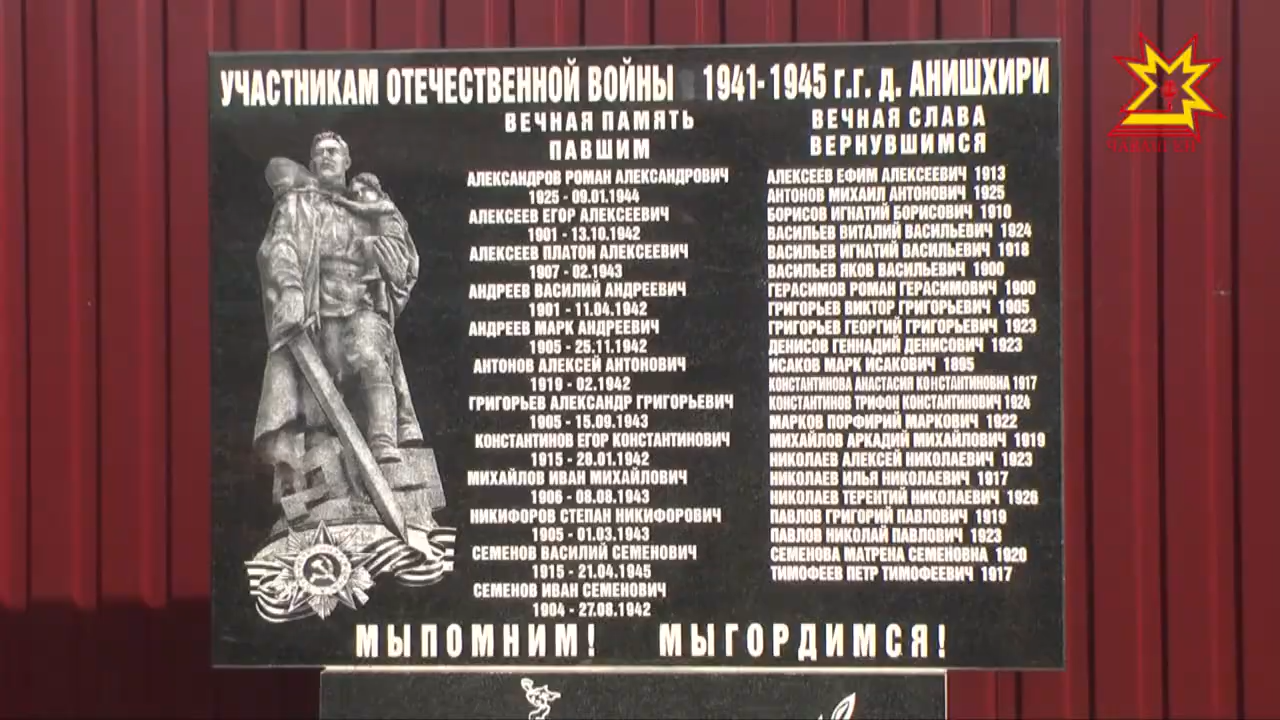 УЧАСТНИКАМ ОТЕЧЕСТВЕННОЙ ВОЙНЫ 1941-1945 г.г. д. АНИШХИРИ
ВЕЧНАЯ ПАМЯТЬ
ПАВШИМ
АЛЕКСАНДРОВ РОМАН АЛЕКСАНДРОВИЧ
1925 - 09.01.1944
АЛЕКСЕЕВ ЕГОР АЛЕКСЕЕВИЧ
1901 - 13.10.1942
АЛЕКСЕЕВ ПЛАТОН АЛЕКСЕЕВИЧ
1907 - 02.1943
АНДРЕЕВ ВАСИЛИЙ АНДРЕЕВИЧ
1901 - 11.04.1942
АНДРЕЕВ МАРК АНДРЕЕВИЧ
1905 - 25.11.1942
АНТОНОВ АЛЕКСЕЙ АНТОНОВИЧ
1919 - 02.1942
ГРИГОРЬЕВ АЛЕКСАНДР ГРИГОРЬЕВИЧ
1905 - 15.09.1943
КОНСТАНТИНОВ ЕГОР КОНСТАНТИНОВИЧ
1915 - 28.01.1942
МИХАЙЛОВ ИВАН МИХАЙЛОВИЧ
1906 - 08.08.1943
НИКИФОРОВ СТЕПАН НИКИФОРОВИЧ
1905 - 01.03.1943
СЕМЕНОВ ВАСИЛИЙ СЕМЕНОВИЧ
1915 - 21.04.1945
СЕМЕНОВ ИВАН СЕМЕНОВИЧ
1904 - 27.08.1942
ВЕЧНАЯ СЛАВА
ВЕРНУВШИМСЯ
АЛЕКСЕЕВ ЕФИМ АЛЕКСЕЕВИЧ 1913
АНТОНОВ МИХАИЛ АНТОНОВИЧ 1925
БОРИСОВ ИГНАТИЙ БОРИСОВИЧ 1910
ВАСИЛЬЕВ ВИТАЛИЙ ВАСИЛЬЕВИЧ 1924
ВАСИЛЬЕВ ИГНАТИЙ ВАСИЛЬЕВИЧ 1918
ВАСИЛЬЕВ ЯКОВ ВАСИЛЬЕВИЧ 1900
ГЕРАСИМОВ РОМАН ГЕРАСИМОВИЧ 1900
ГРИГОРЬЕВ ВИКТОР ГРИГОРЬЕВИЧ 1905
ГРИГОРЬЕВ ГЕОРГИЙ ГРИГОРЬЕВИЧ 1923
ДЕНИСОВ ГЕННАДИЙ ДЕНИСОВИЧ 1923
ИСАКОВ МАРК ИСАКОВИЧ 1895
КОНСТАНТИНОВА АНАСТАСИЯ КОНСТАНТИНОВНА 1917
КОНСТАНТИНОВ ТРИФОН КОНСТАНТИНОВИЧ 1924
МАРКОВ ПОРФИРИЙ МАРКОВИЧ 1922
МИХАЙЛОВ АРКАДИЙ МИХАЙЛОВИЧ 1919
НИКОЛАЕВ АЛЕКСЕЙ НИКОЛАЕВИЧ 1923
НИКОЛАЕВ ИЛЬЯ НИКОЛАЕВИЧ 1917
НИКОЛАЕВ ТЕРЕНТИЙ НИКОЛАЕВИЧ 1926
ПАВЛОВ ГРИГОРИЙ ПАВЛОВИЧ 1919
ПАВЛОВ НИКОЛАЙ ПАВЛОВИЧ 1923
СЕМЕНОВА МАТРЕНА СЕМЕНОВНА 1920
ТИМОФЕЕВ ПЕТР ТИМОФЕЕВИЧ 1917
МЫ ПОМНИМ! МЫ ГОРДИМСЯ!